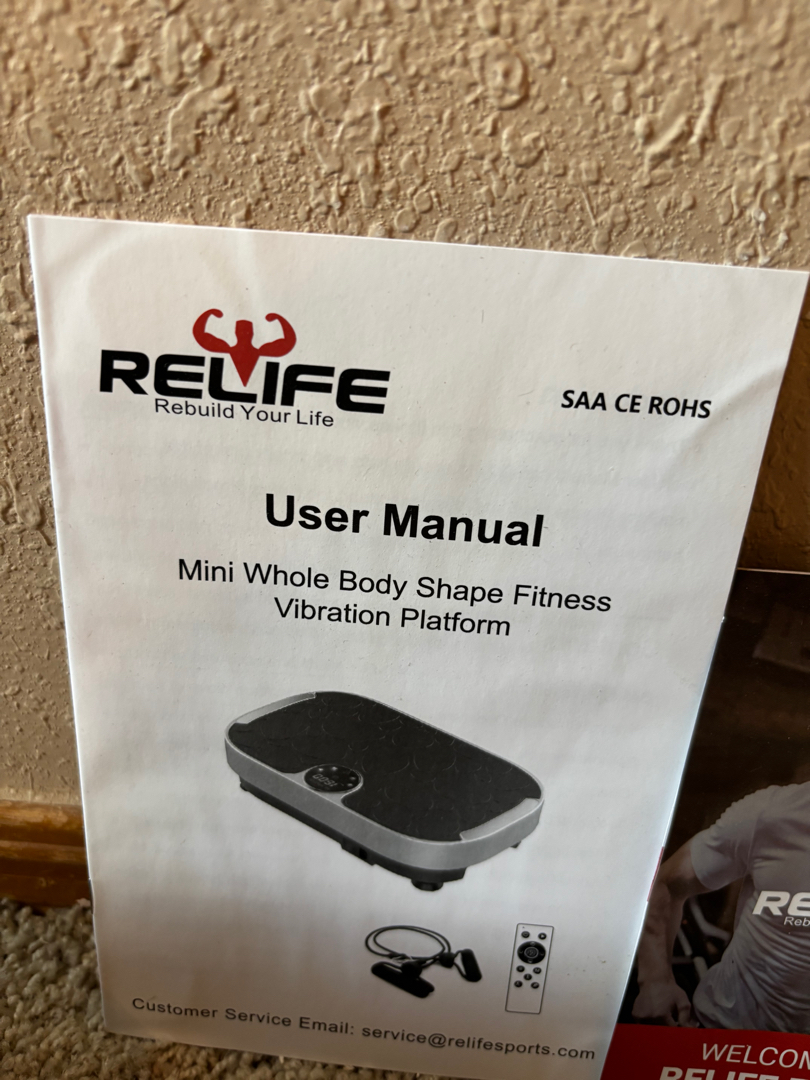 RELIFE
Rebuild Your Life
SAA CE ROHS
User Manual
Mini Whole Body Shape Fitness
Vibration Platform
Customer Service Email: service@relifesports.com